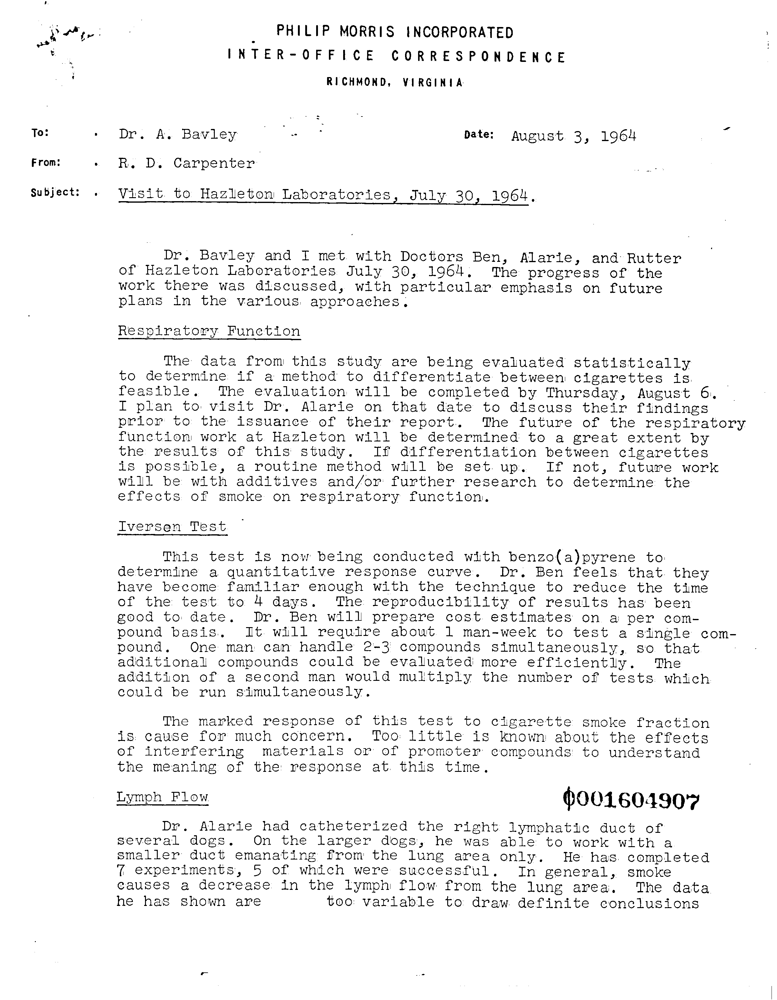 PHILIP MORRIS INCORPORATED
INTER-OFFICE CORRESPONDENCE
RICHMOND, VIRGINIA
To: . Dr. A. Bavley Date: August 3, 1964
From: . R. D. Carpenter
Subject: . Visit to Hazleton Laboratories, July 30, 1964.
Dr. Bavley and I met with Doctors Ben, Alarie, and Rutter
of Hazleton Laboratories July 30, 1964. The progress of the
work there was discussed, with particular emphasis on future
plans in the various approaches.
Respiratory Function
The data from this study are being evaluated statistically
to determine if a method to differentiate between cigarettes is
feasible. The evaluation will be completed by Thursday, August 6.
I plan to visit Dr. Alarie on that date to discuss their findings
prior to the issuance of their report. The future of the respiratory
function work at Hazleton will be determined to a great extent by
the results of this study. If differentiation between cigarettes
is possible, a routine method will be set up. If not, future work
will be with additives and/or further research to determine the
effects of smoke on respiratory function.
Iversen Test
This test is now being conducted with benzo(a)pyrene to
determine a quantitative response curve. Dr. Ben feels that they
have become familiar enough with the technique to reduce the time
of the test to 4 days. The reproducibility of results has been
good to date. Dr. Ben will prepare cost estimates on a per com-
pound basis. It will require about 1 man-week to test a single com-
pound. One man can handle 2-3 compounds simultaneously, so that
additional compounds could be evaluated more efficiently. The
addition of a second man would multiply the number of tests which
could be run simultaneously.
The marked response of this test to cigarette smoke fraction
is cause for much concern. Too little is known about the effects
of interfering materials or of promoter compounds to understand
the meaning of the response at this time.
Lymph Flow
0001604907
Dr. Alarie had catheterized the right lymphatic duct of
several dogs. On the larger dogs, he was able to work with a
smaller duct emanating from the lung area only. He has completed
7 experiments, 5 of which were successful. In general, smoke
causes a decrease in the lymph flow from the lung area. The data
he has shown are too variable to draw definite conclusions